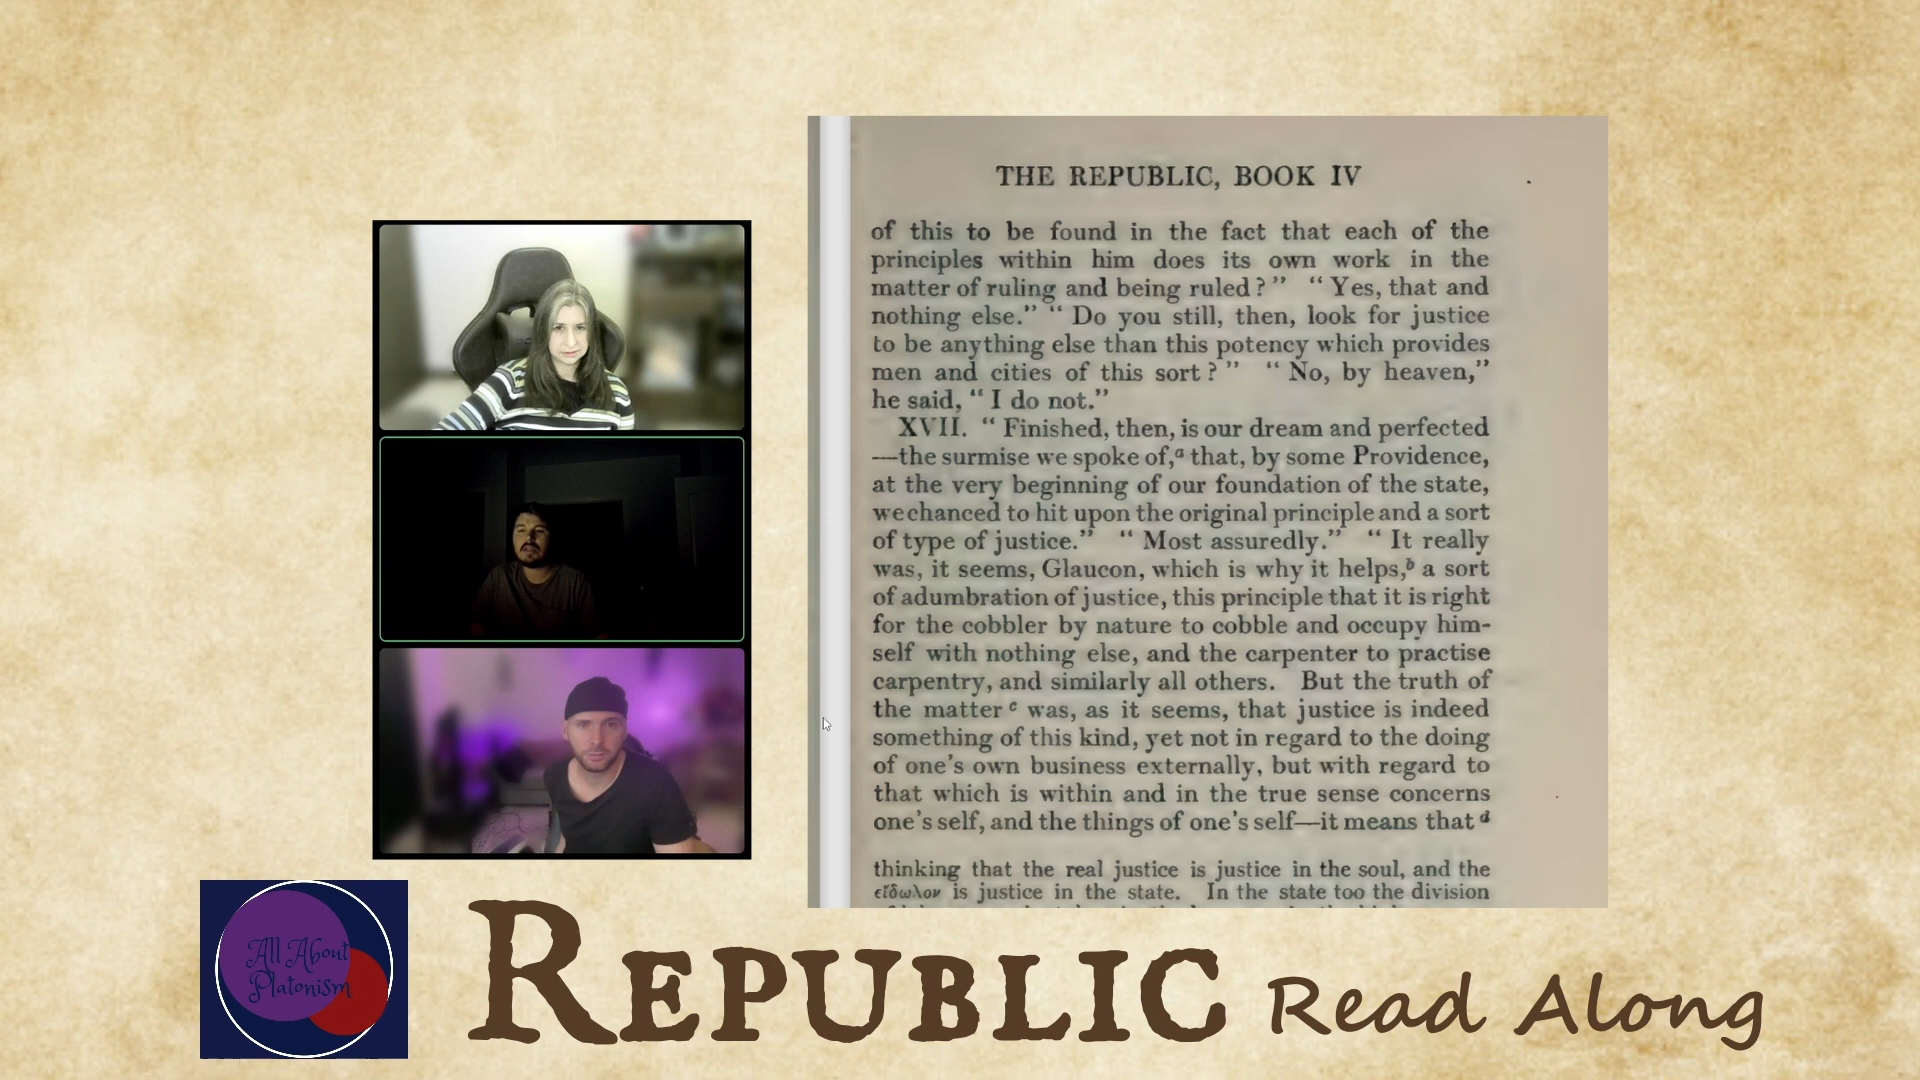 THE REPUBLIC, BOOK IV
of this to be found in the fact that each of the
principles within him does its own work in the
matter of ruling and being ruled?” “Yes, that and
nothing else.” “Do you still, then, look for justice
to be anything else than this potency which provides
men and cities of this sort?” “No, by heaven,”
he said, “I do not.”
XVII. “Finished, then, is our dream and perfected
—the surmise we spoke of,ᵃ that, by some Providence,
at the very beginning of our foundation of the state,
we chanced to hit upon the original principle and a sort
of type of justice.” “Most assuredly.” “It really
was, it seems, Glaucon, which is why it helps,ᵇ a sort
of adumbration of justice, this principle that it is right
for the cobbler by nature to cobble and occupy him-
self with nothing else, and the carpenter to practise
carpentry, and similarly all others. But the truth of
the matterᶜ was, as it seems, that justice is indeed
something of this kind, yet not in regard to the doing
of one’s own business externally, but with regard to
that which is within and in the true sense concerns
one’s self, and the things of one’s self—it means thatᵈ
thinking that the real justice is justice in the soul, and the
εἴδωλον is justice in the state. In the state too the division
All About
Platonism
REPUBLIC Read Along